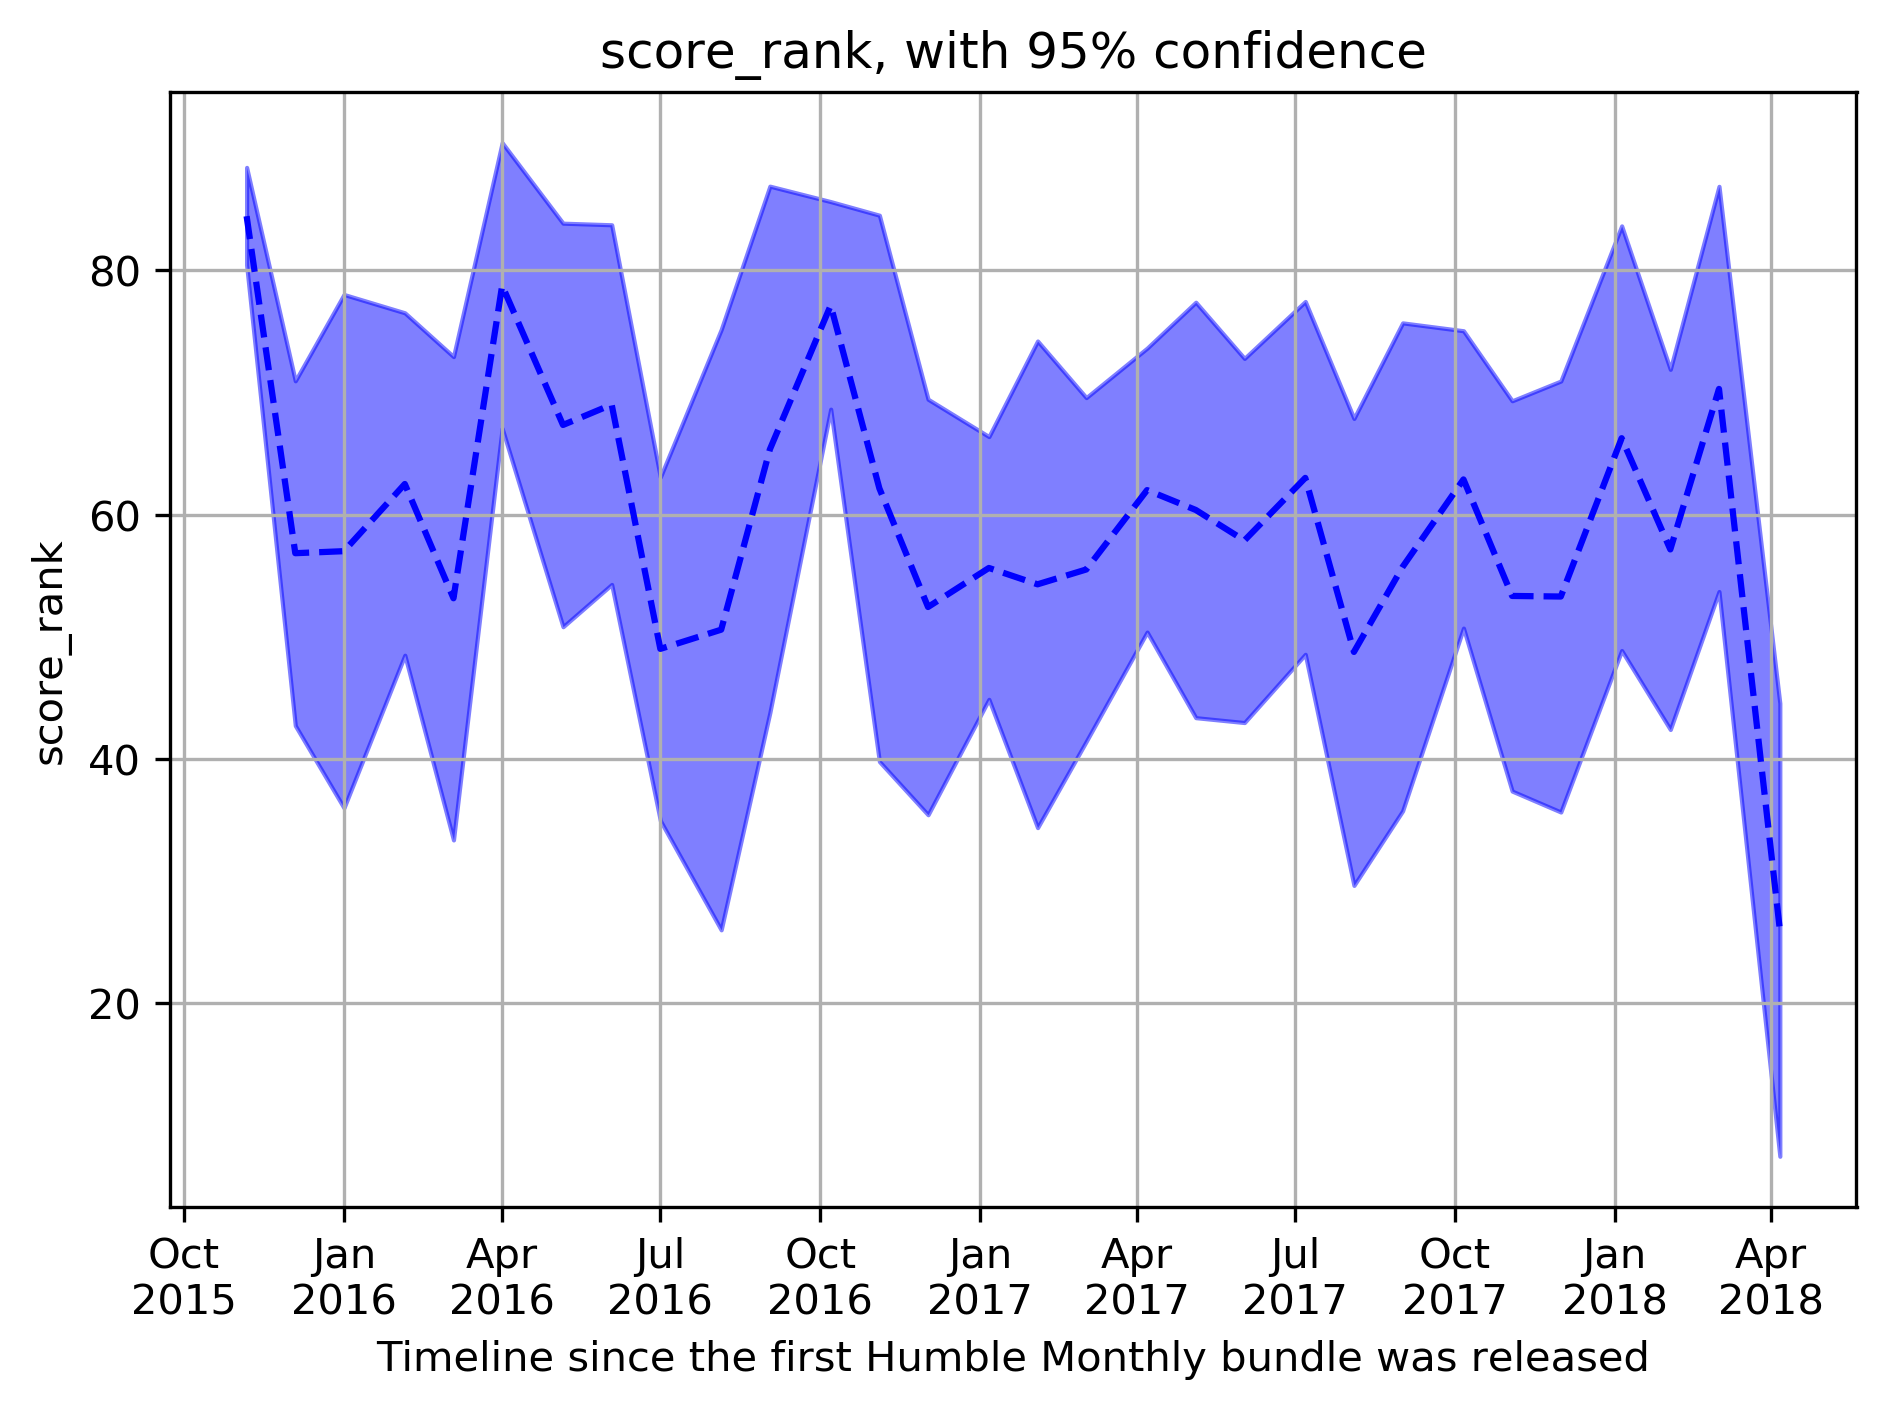 score_rank, with 95% confidence
score_rank
80
60
40
20
Oct Jan Apr Jul Oct Jan Apr Jul Oct Jan Apr
2015 2016 2016 2016 2016 2017 2017 2017 2017 2018 2018
Timeline since the first Humble Monthly bundle was released